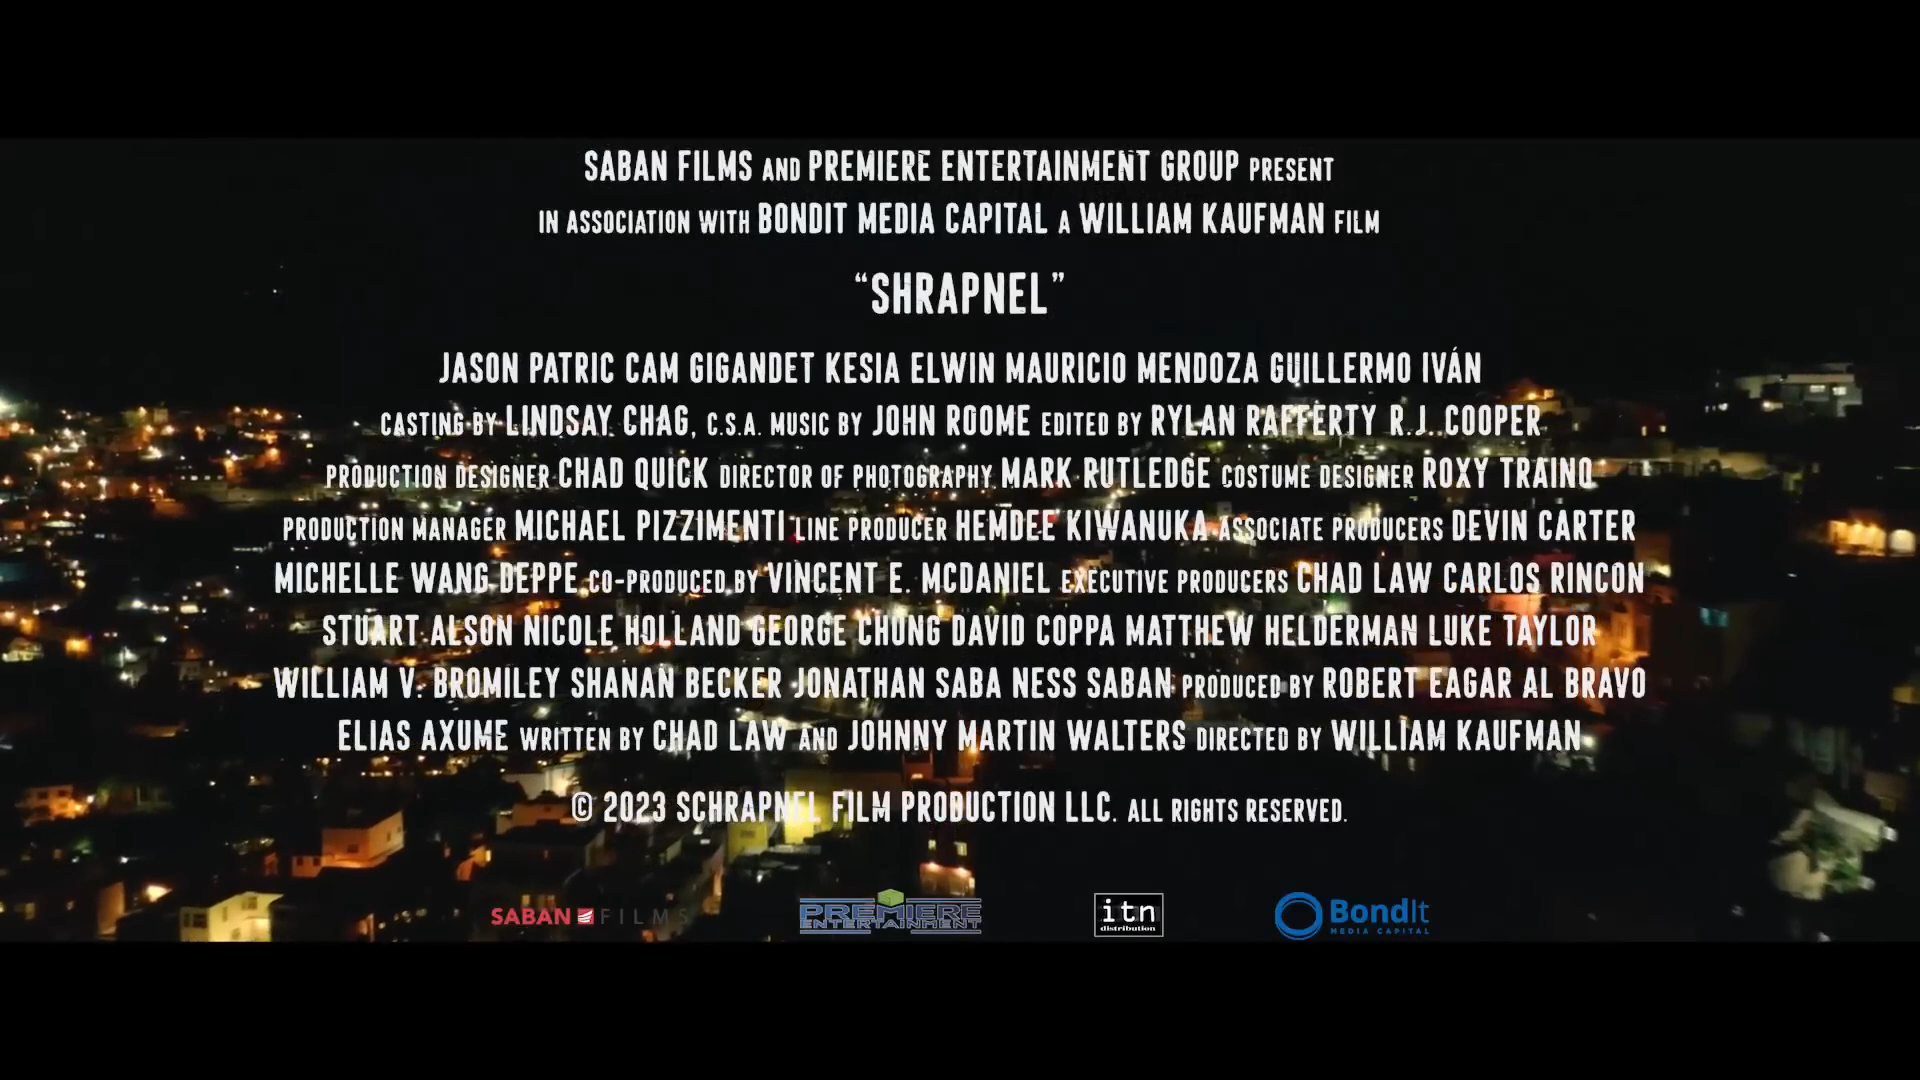 SABAN FILMS AND PREMIERE ENTERTAINMENT GROUP PRESENT
IN ASSOCIATION WITH BONDIT MEDIA CAPITAL A WILLIAM KAUFMAN FILM
“SHRAPNEL”
JASON PATRIC CAM GIGANDET KESIA ELWIN MAURICIO MENDOZA GUILLERMO IVÁN
CASTING BY LINDSAY CHAG, C.S.A. MUSIC BY JOHN ROOME EDITED BY RYLAN RAFFERTY R.J. COOPER
PRODUCTION DESIGNER CHAD QUICK DIRECTOR OF PHOTOGRAPHY MARK RUTLEDGE COSTUME DESIGNER ROXY TRAINO
PRODUCTION MANAGER MICHAEL PIZZIMENTI LINE PRODUCER HEMDEE KIWANUKA ASSOCIATE PRODUCERS DEVIN CARTER
MICHELLE WANG DEPPE CO-PRODUCED BY VINCENT E. MCDANIEL EXECUTIVE PRODUCERS CHAD LAW CARLOS RINCON
STUART ALSON NICOLE HOLLAND GEORGE CHUNG DAVID COPPA MATTHEW HELDERMAN LUKE TAYLOR
WILLIAM V. BROMILEY SHANAN BECKER JONATHAN SABA NESS SABAN PRODUCED BY ROBERT EAGAR AL BRAVO
ELIAS AXUME WRITTEN BY CHAD LAW AND JOHNNY MARTIN WALTERS DIRECTED BY WILLIAM KAUFMAN
© 2023 SCHRAPNEL FILM PRODUCTION LLC. ALL RIGHTS RESERVED.
SABAN FILMS
PREMIERE
ENTERTAINMENT
itn
distribution
BondIt
MEDIA CAPITAL